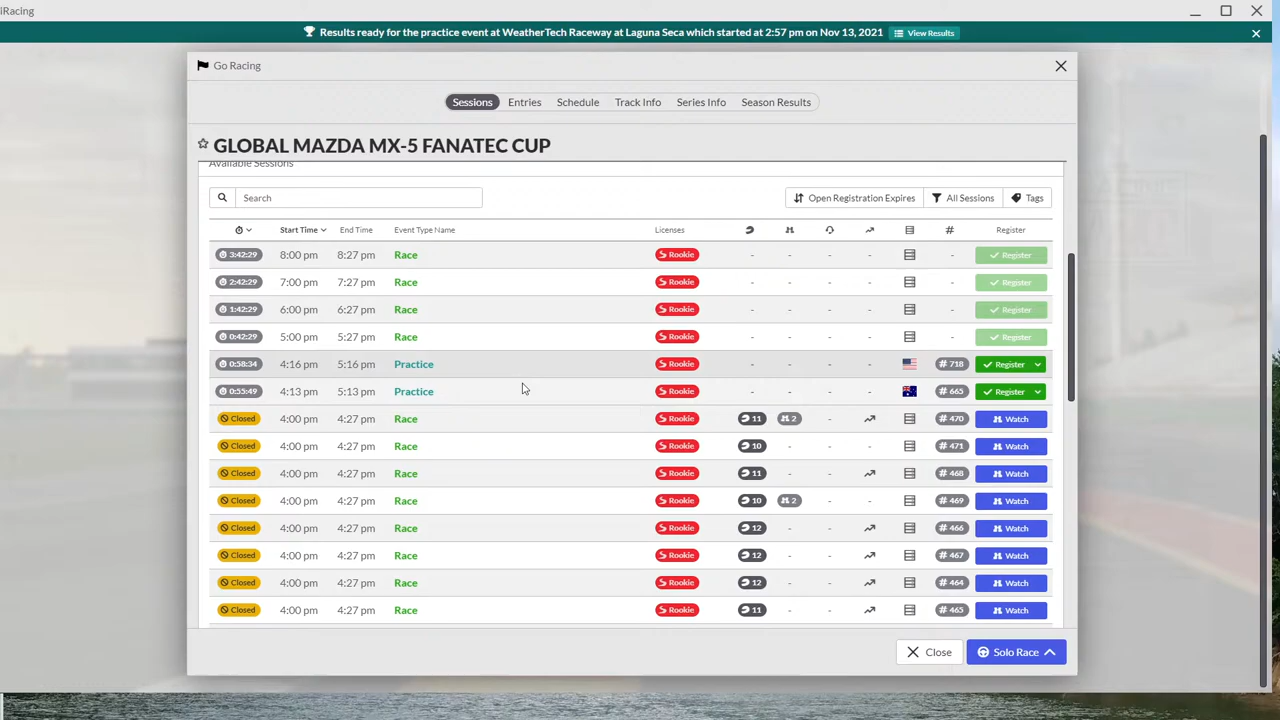 iRacing
Results ready for the practice event at WeatherTech Raceway at Laguna Seca which started at 2:57 pm on Nov 13, 2021 View Results
Go Racing
Sessions Entries Schedule Track Info Series Info Season Results
GLOBAL MAZDA MX-5 FANATEC CUP
Available Sessions
Search Open Registration Expires All Sessions Tags
Start Time End Time Event Type Name Licenses # Register
3:42:29 8:00 pm 8:27 pm Race Rookie - - - - - Register
2:42:29 7:00 pm 7:27 pm Race Rookie - - - - - Register
1:42:29 6:00 pm 6:27 pm Race Rookie - - - - - Register
0:42:29 5:00 pm 5:27 pm Race Rookie - - - - - Register
0:58:34 4:16 pm 5:16 pm Practice Rookie - - - - #718 Register
0:55:49 4:13 pm 5:13 pm Practice Rookie - - - - #665 Register
Closed 4:00 pm 4:27 pm Race Rookie 11 2 - #470 Watch
Closed 4:00 pm 4:27 pm Race Rookie 10 - - - #471 Watch
Closed 4:00 pm 4:27 pm Race Rookie 11 - - #468 Watch
Closed 4:00 pm 4:27 pm Race Rookie 10 2 - - #469 Watch
Closed 4:00 pm 4:27 pm Race Rookie 12 - - #466 Watch
Closed 4:00 pm 4:27 pm Race Rookie 12 - - #467 Watch
Closed 4:00 pm 4:27 pm Race Rookie 12 - - #464 Watch
Closed 4:00 pm 4:27 pm Race Rookie 11 - - #465 Watch
Close Solo Race